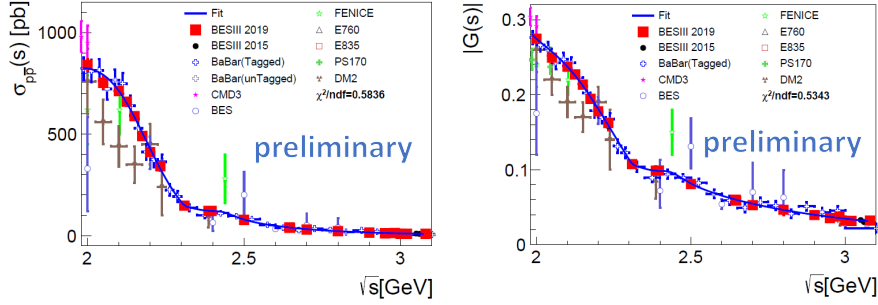 σpp̅(s) [pb]
1000
500
0
2
2.5
3
√s[GeV]
Fit
BESIII 2019
BESIII 2015
BaBar(Tagged)
BaBar(unTagged)
CMD3
BES
FENICE
E760
E835
PS170
DM2
χ²/ndf=0.5836
preliminary
|G(s)|
0.3
0.2
0.1
0
2
2.5
3
√s[GeV]
Fit
BESIII 2019
BESIII 2015
BaBar(Tagged)
BaBar(unTagged)
CMD3
BES
FENICE
E760
E835
PS170
DM2
χ²/ndf=0.5343
preliminary